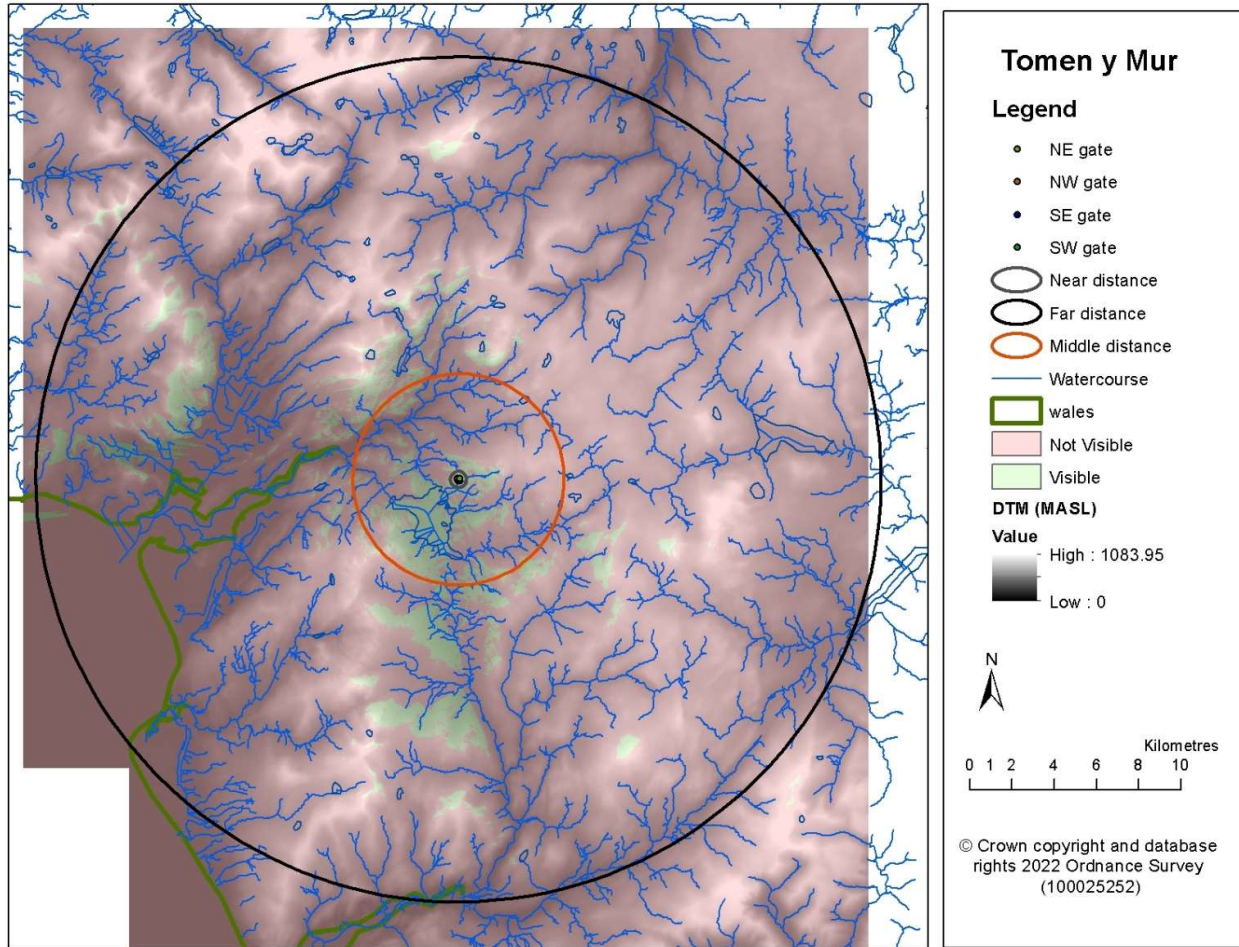 Tomen y Mur
Legend
NE gate
NW gate
SE gate
SW gate
Near distance
Far distance
Middle distance
Watercourse
wales
Not Visible
Visible
DTM (MASL)
Value
High : 1083.95
Low : 0
N
Kilometres
0 1 2 4 6 8 10
© Crown copyright and database
rights 2022 Ordnance Survey
(100025252)